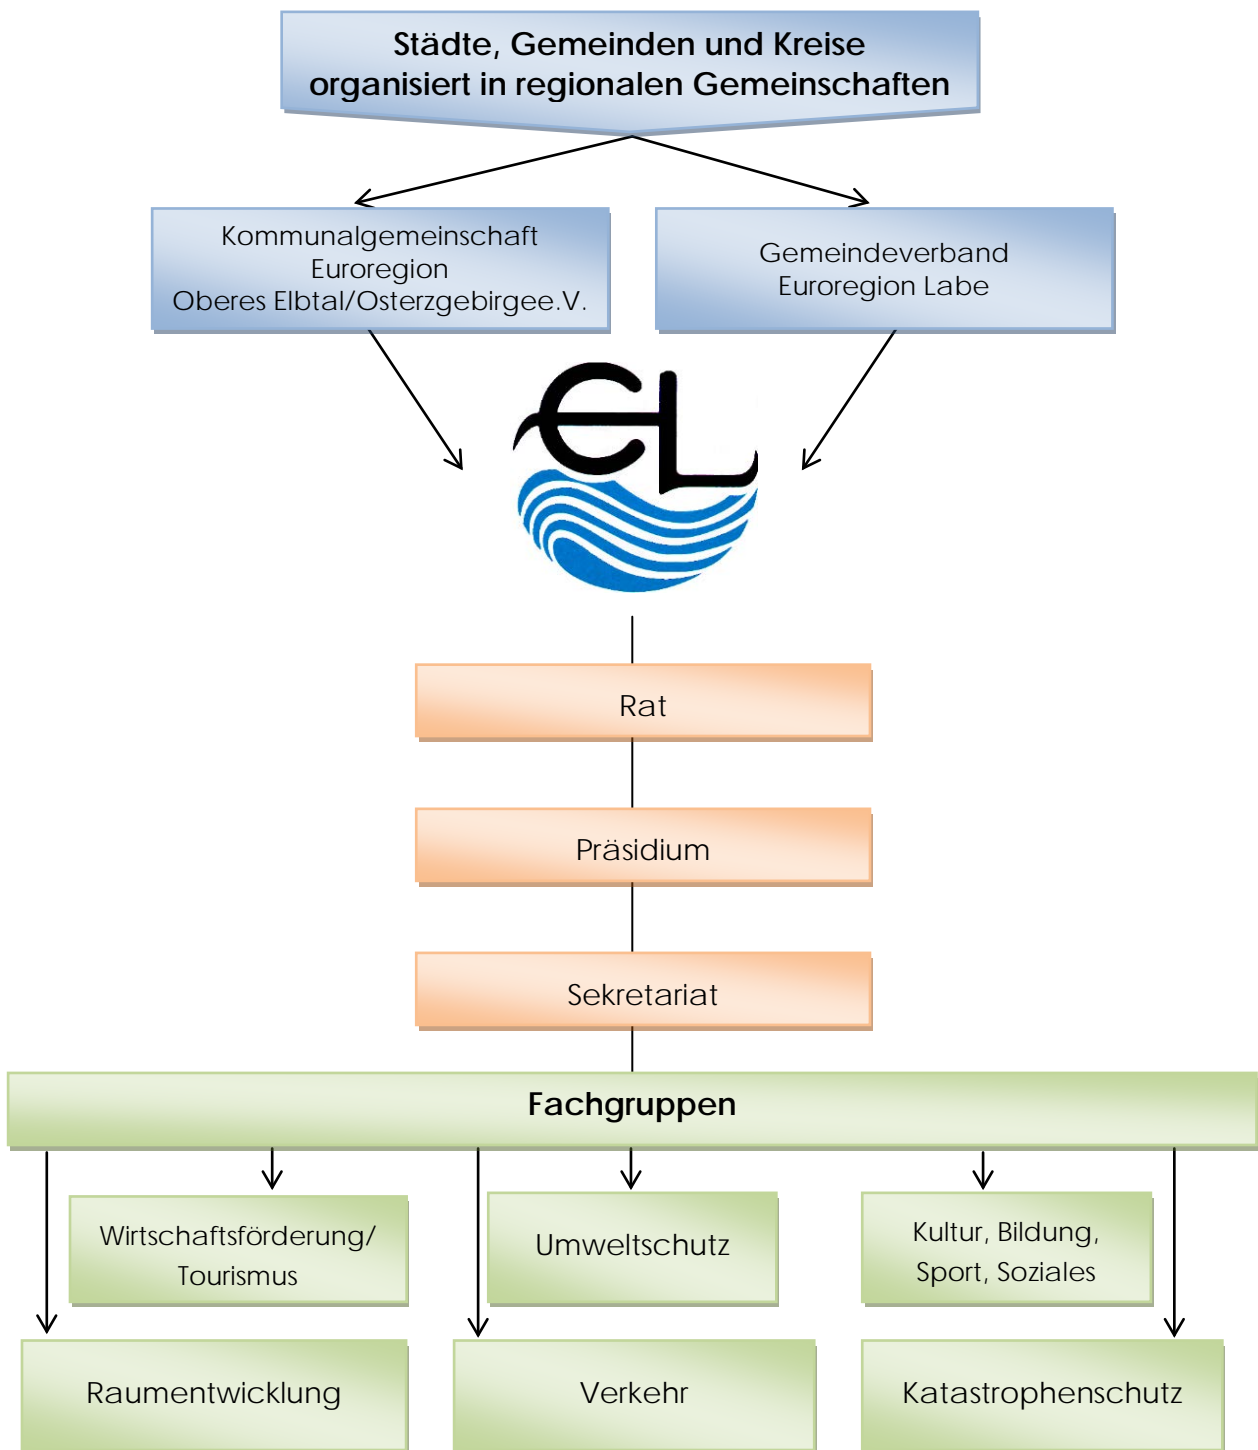 Städte, Gemeinden und Kreise
organisiert in regionalen Gemeinschaften
Kommunalgemeinschaft
Euroregion
Oberes Elbtal/Osterzgebirgee.V.
Gemeindeverband
Euroregion Labe
EL
Rat
Präsidium
Sekretariat
Fachgruppen
Wirtschaftsförderung/
Tourismus
Umweltschutz
Kultur, Bildung,
Sport, Soziales
Raumentwicklung
Verkehr
Katastrophenschutz